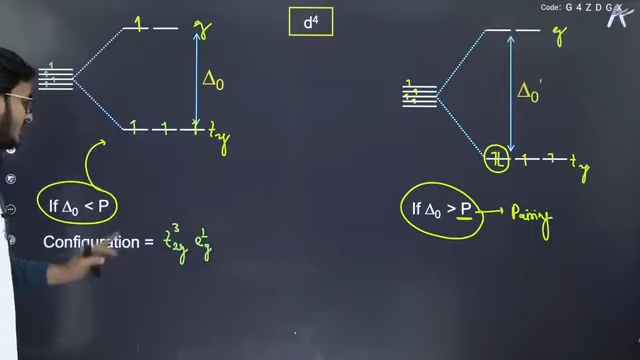 Code: G 4 Z D G X
d⁴
eg
Δ₀
t₂g
If Δ₀ < P
Configuration = t₂g³ eg¹
eg
Δ₀'
t₂g
If Δ₀ > P → Pairing